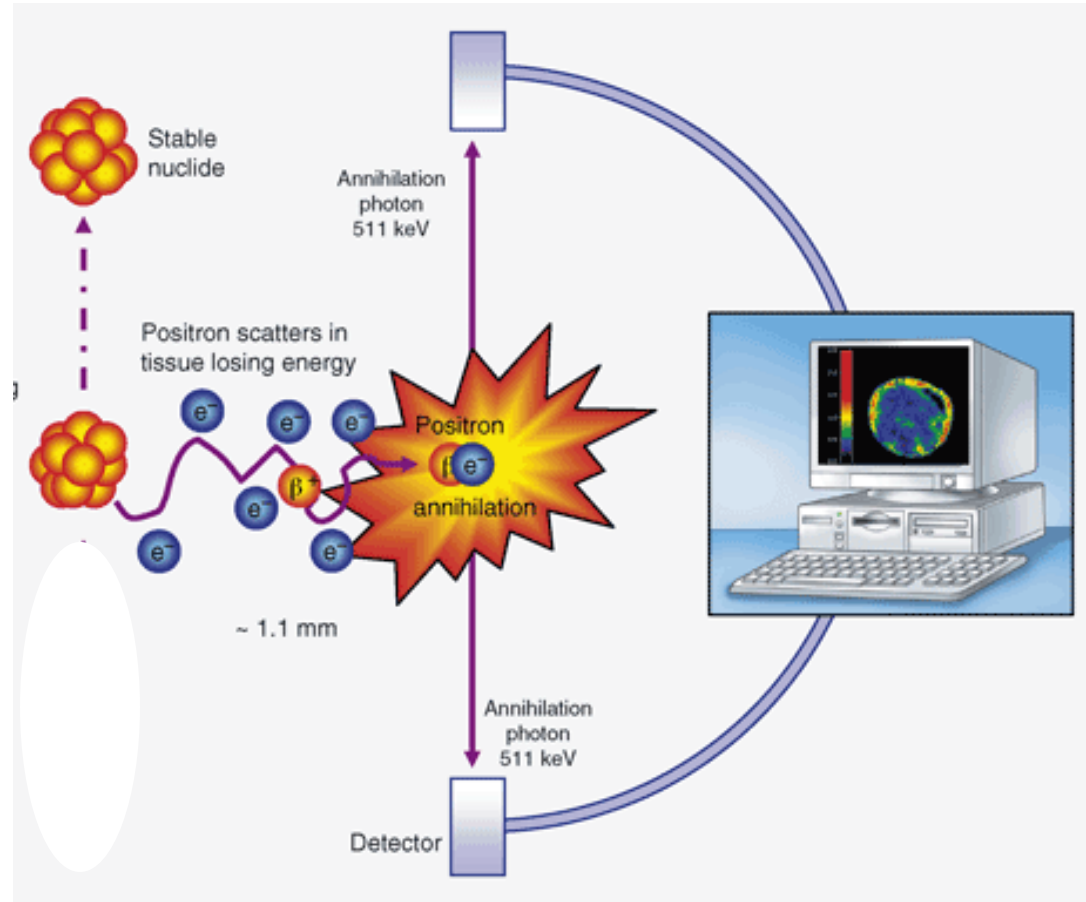 Stable
nuclide
Annihilation
photon
511 keV
Positron scatters in
tissue losing energy
g
e⁻
e⁻
e⁻
Positron
β e⁻
β⁺
e⁻
annihilation
e⁻
e⁻
~ 1.1 mm
Annihilation
photon
511 keV
Detector